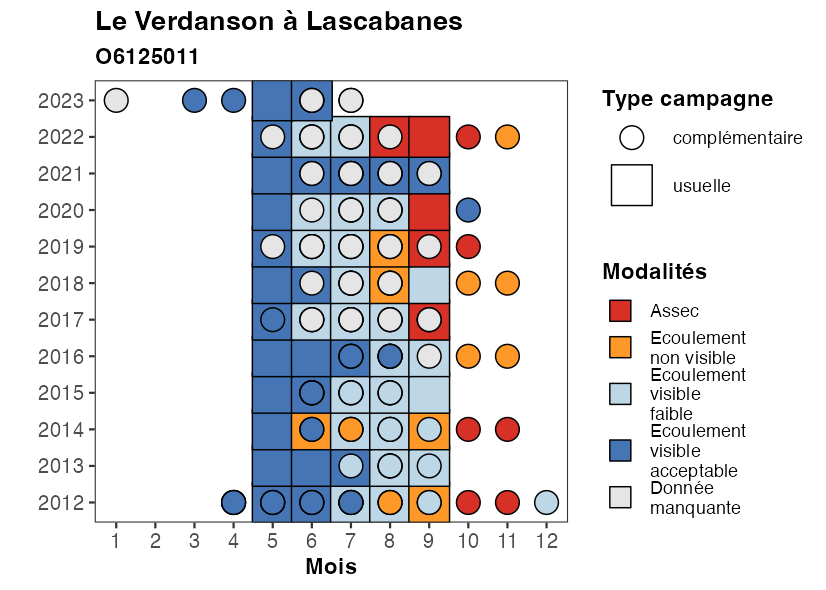 Le Verdanson à Lascabanes
O6125011
2023
2022
2021
2020
2019
2018
2017
2016
2015
2014
2013
2012
1 2 3 4 5 6 7 8 9 10 11 12
Mois
Type campagne
complémentaire
usuelle
Modalités
Assec
Ecoulement
non visible
Ecoulement
visible
faible
Ecoulement
visible
acceptable
Donnée
manquante